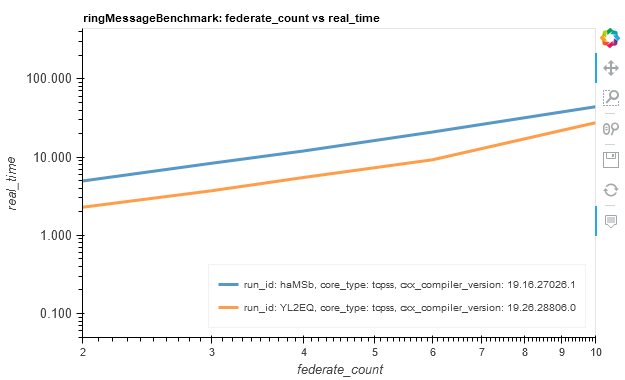 ringMessageBenchmark: federate_count vs real_time
100.000
10.000
1.000
0.100
real_time
run_id: haMSb, core_type: tcpss, cxx_compiler_version: 19.16.27026.1
run_id: YL2EQ, core_type: tcpss, cxx_compiler_version: 19.26.28806.0
2 3 4 5 6 7 8 9 10
federate_count